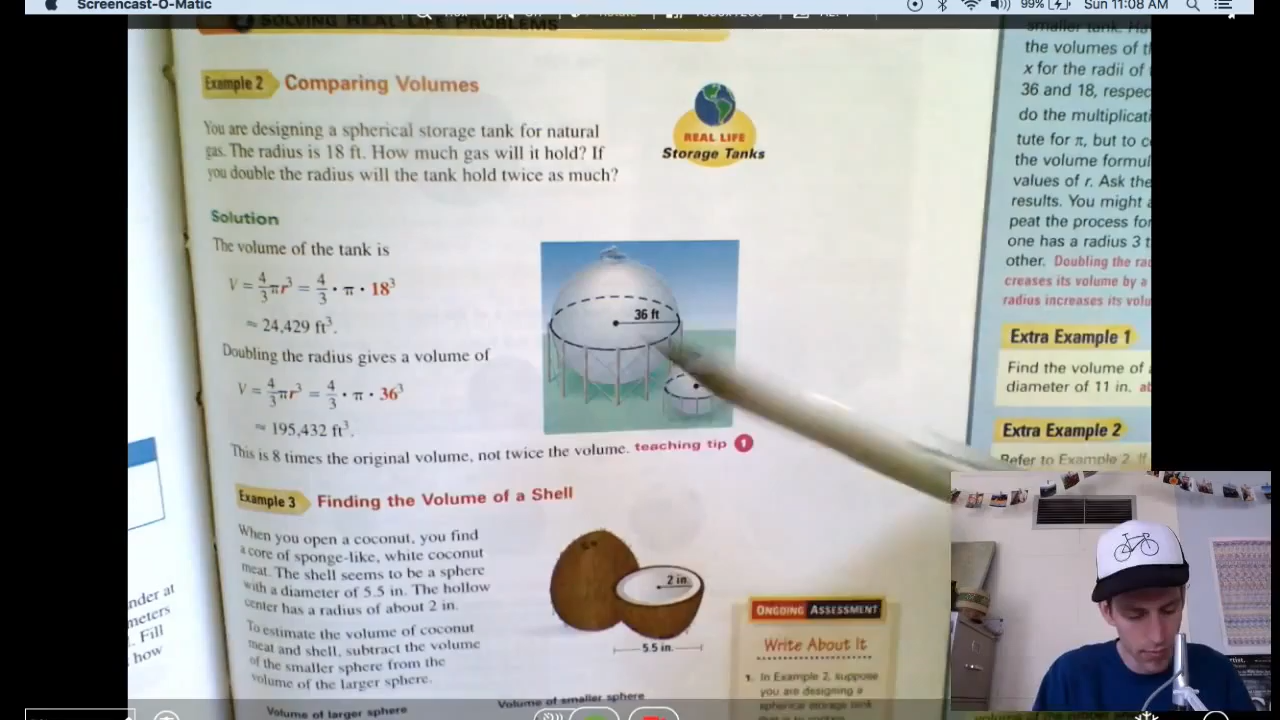 Screencast-O-Matic
99%
Sun 11:08 AM
SOLVING REAL LIFE PROBLEMS
Example 2 Comparing Volumes
You are designing a spherical storage tank for natural
gas. The radius is 18 ft. How much gas will it hold? If
you double the radius will the tank hold twice as much?
REAL LIFE
Storage Tanks
Solution
The volume of the tank is
V = 4/3 πr³ = 4/3 · π · 18³
≈ 24,429 ft³.
Doubling the radius gives a volume of
V = 4/3 πr³ = 4/3 · π · 36³
≈ 195,432 ft³.
This is 8 times the original volume, not twice the volume. teaching tip 1
36 ft
Example 3 Finding the Volume of a Shell
When you open a coconut, you find
a core of sponge-like, white coconut
meat. The shell seems to be a sphere
with a diameter of 5.5 in. The hollow
center has a radius of about 2 in.
To estimate the volume of coconut
meat and shell, subtract the volume
of the smaller sphere from the
volume of the larger sphere.
Volume of larger sphere
Volume of smaller sphere
2 in.
5.5 in.
ONGOING ASSESSMENT
Write About It
1. In Example 2, suppose
you are designing a
spherical storage tank
smaller tank.
the volumes of
x for the radii of
36 and 18,
do the
tute for π, but to
the volume
values of r. Ask the
results. You might
peat the process for
one has a radius 3
other. Doubling the
creases its volume by a
radius increases its
Extra Example 1
Find the volume of
diameter of 11 in.
Extra Example 2
Refer to Example 2. If
nder at
meters
. Fill
how